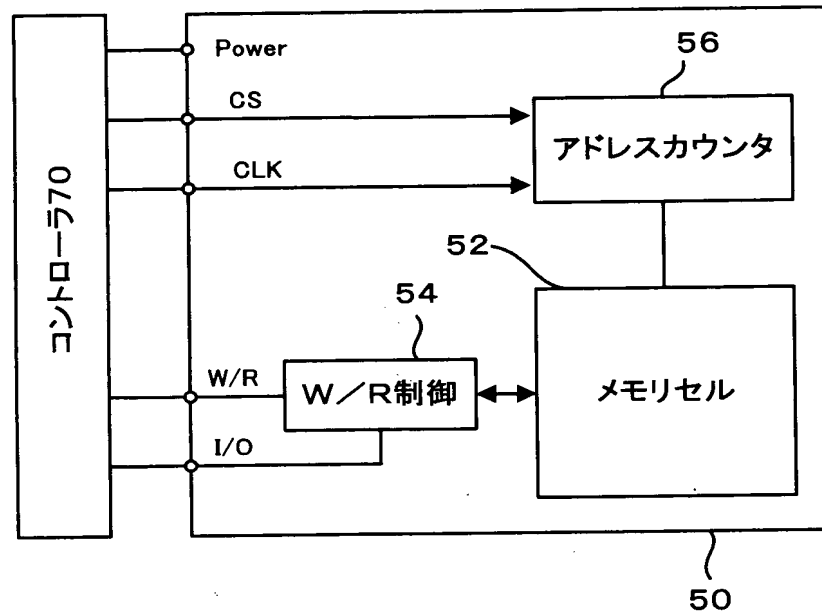 コントローラ70
Power
CS
CLK
W/R
I/O
56
アドレスカウンタ
52
メモリセル
54
W／R制御
50